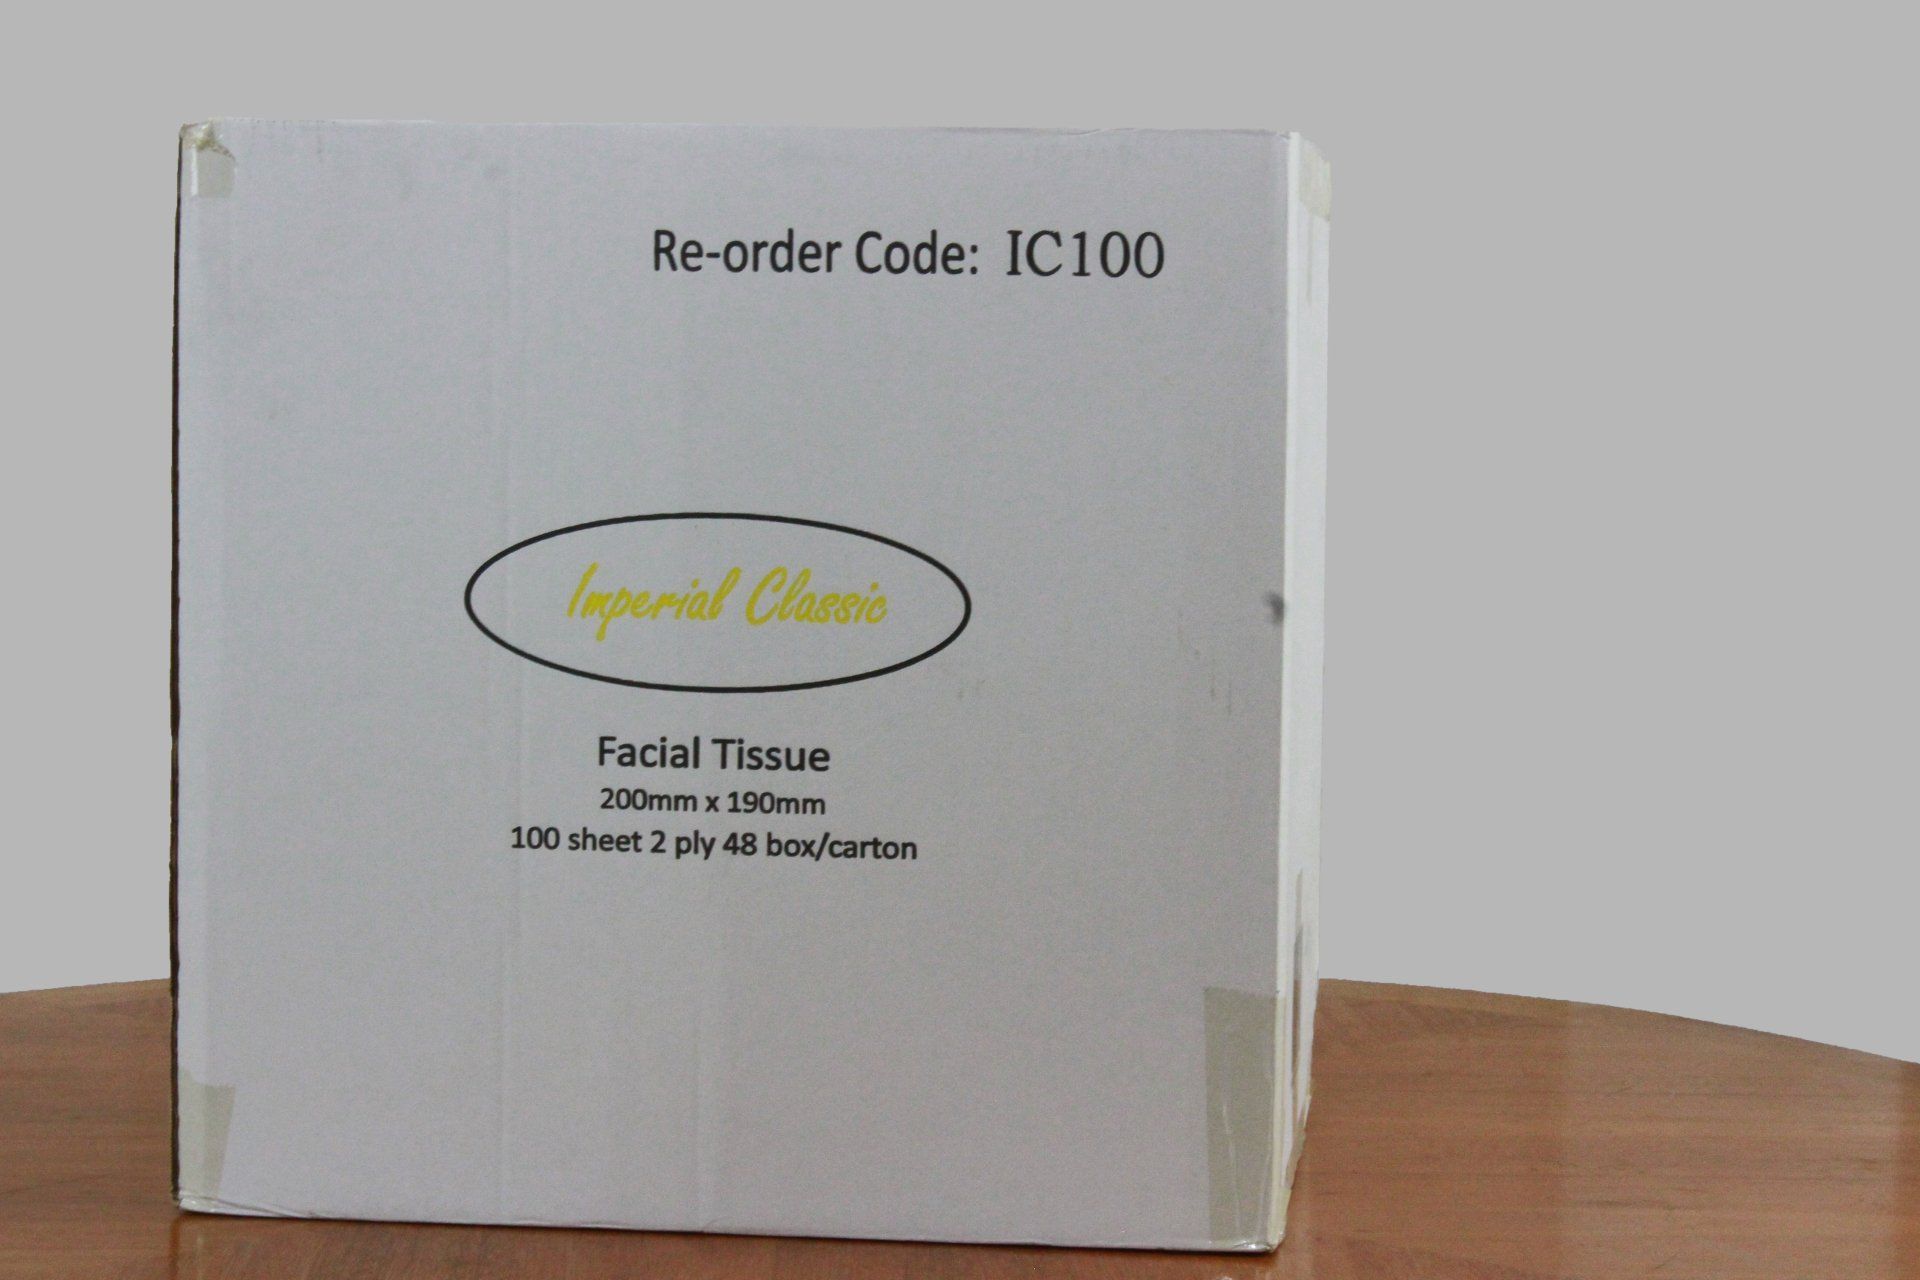 Re-order Code: IC100
Imperial Classic
Facial Tissue
200mm x 190mm
100 sheet 2 ply 48 box/carton